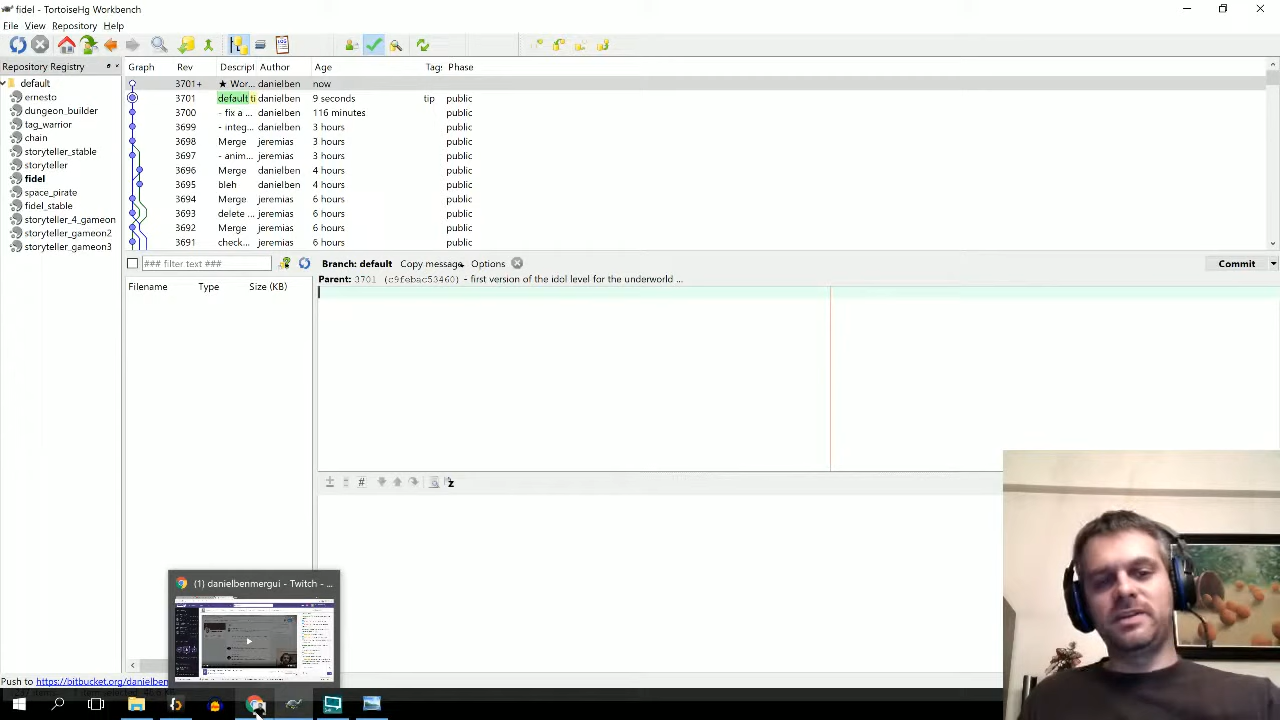 fidel - TortoiseHg Workbench
File View Repository Help
Repository Registry
default
ernesto
dungeon_builder
tag_warrior
chain
storyteller_stable
storyteller
fidel
space_pirate
fidel_stable
storyteller_4_gameon
storyteller_gameon2
storyteller_gameon3
Graph Rev Descript Author Age Tags Phase
3701+ ★ Wor... danielben now
3701 default ti danielben 9 seconds tip public
3700 - fix a ... danielben 116 minutes public
3699 - integ... danielben 3 hours public
3698 Merge jeremias 3 hours public
3697 - anim... jeremias 3 hours public
3696 Merge danielben 4 hours public
3695 bleh danielben 4 hours public
3694 Merge jeremias 6 hours public
3693 delete ... jeremias 6 hours public
3692 Merge jeremias 6 hours public
3691 check... jeremias 6 hours public
### filter text ###
Branch: default Copy message Options Commit
Filename Type Size (KB)
Parent: 3701 (c9febac53460) - first version of the idol level for the underworld ...
(1) danielbenmergui - Twitch - ...
Push to https://bitbucket.org/danielben